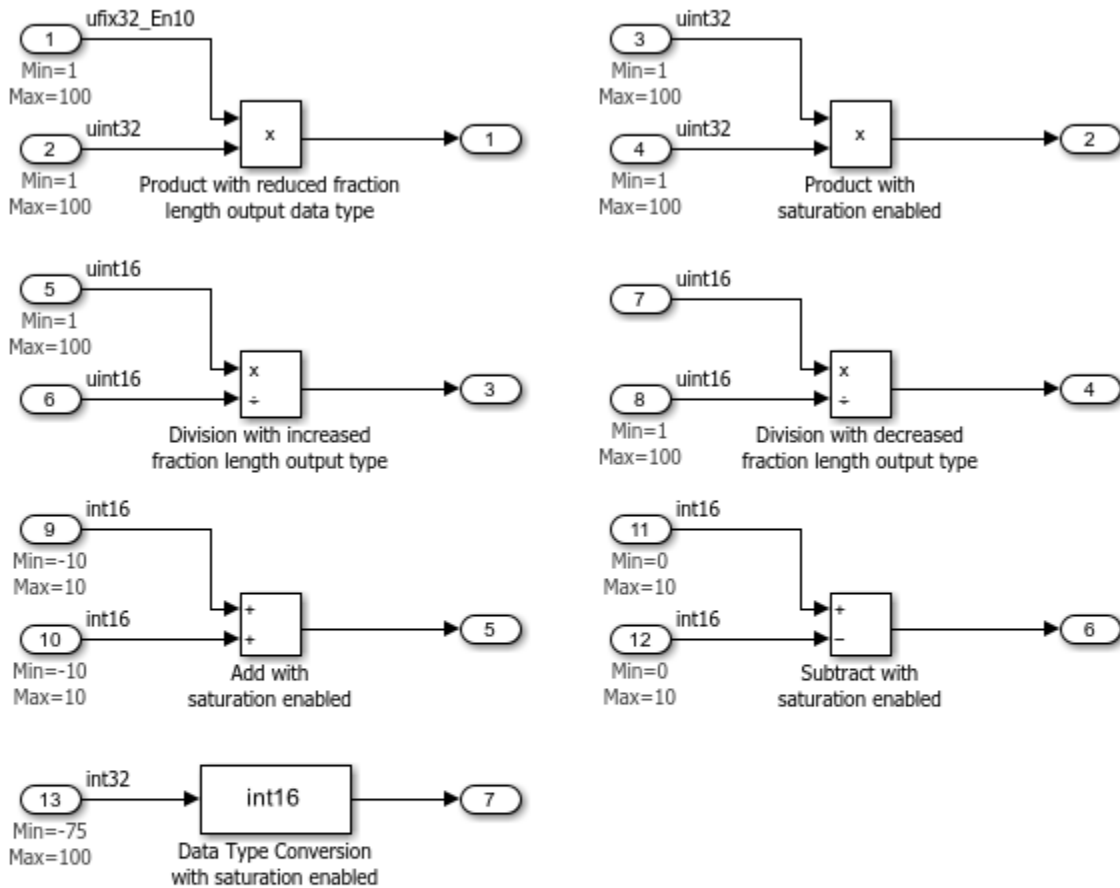 ufix32_En10
1
Min=1
Max=100
uint32
2
Min=1
Max=100
x
1
Product with reduced fraction
length output data type
uint32
3
Min=1
Max=100
uint32
4
Min=1
Max=100
x
2
Product with
saturation enabled
uint16
5
Min=1
Max=100
uint16
6
x
÷
3
Division with increased
fraction length output type
uint16
7
uint16
8
Min=1
Max=100
x
÷
4
Division with decreased
fraction length output type
int16
9
Min=-10
Max=10
int16
10
Min=-10
Max=10
+
+
5
Add with
saturation enabled
int16
11
Min=0
Max=10
int16
12
Min=0
Max=10
+
−
6
Subtract with
saturation enabled
int32
13
Min=-75
Max=100
int16
7
Data Type Conversion
with saturation enabled